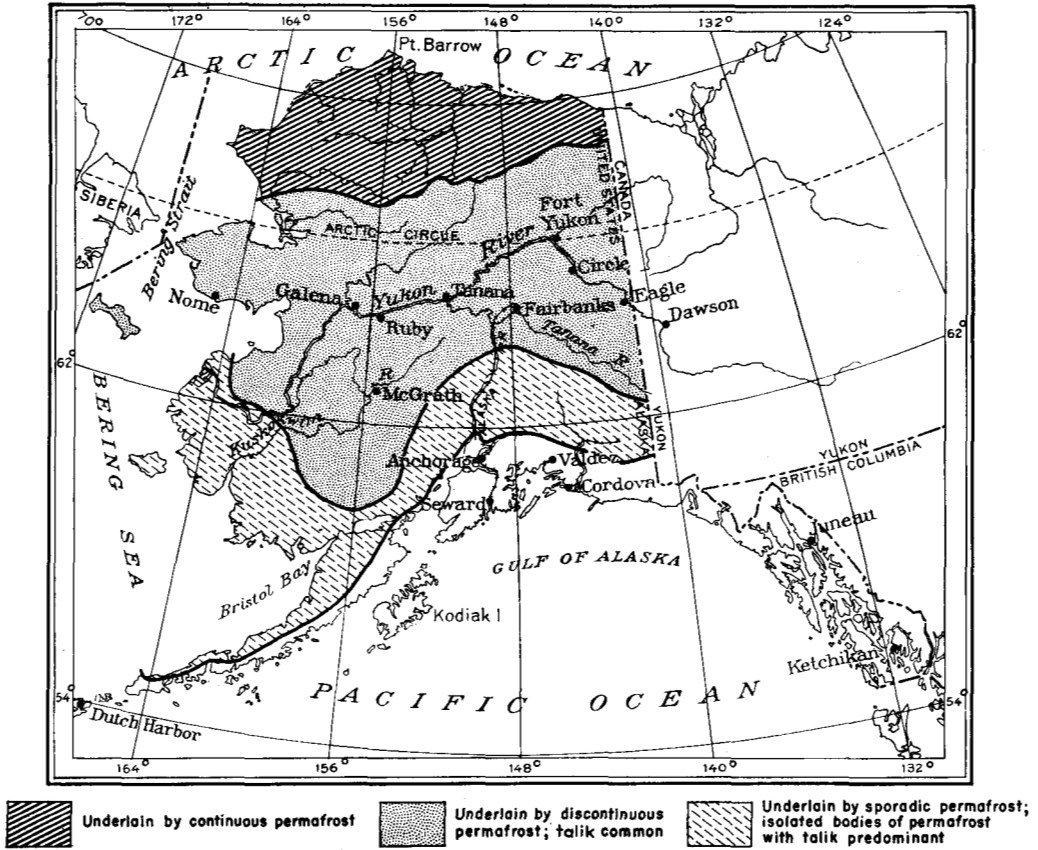 70° 172° 164° 156° 148° 140° 132° 124°
Pt. Barrow
ARCTIC OCEAN
SIBERIA
Bering Strait
ARCTIC CIRCLE
UNITED STATES
CANADA
Fort
Yukon
River
Circle
Nome
Galena
Yukon
Tanana
Ruby
Fairbanks
Tanana R.
Eagle
Dawson
62°
62°
R.
McGrath
BERING SEA
ALASKA
YUKON
Anchorage
Valdez
Cordova
Seward
YUKON
BRITISH COLUMBIA
Juneau
GULF OF ALASKA
Bristol Bay
Kodiak I
Ketchikan
PACIFIC OCEAN
54°
54°
Dutch Harbor
164° 156° 148° 140° 132°
Underlain by continuous permafrost
Underlain by discontinuous
permafrost; talik common
Underlain by sporadic permafrost;
isolated bodies of permafrost
with talik predominant